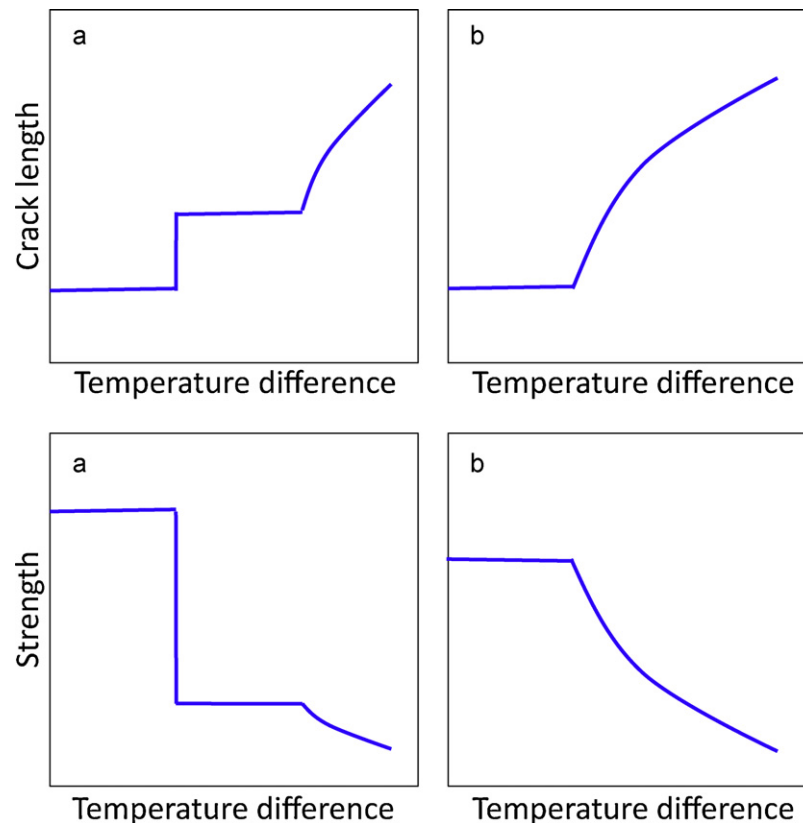 a
b
Crack length
Temperature difference
Temperature difference
a
b
Strength
Temperature difference
Temperature difference